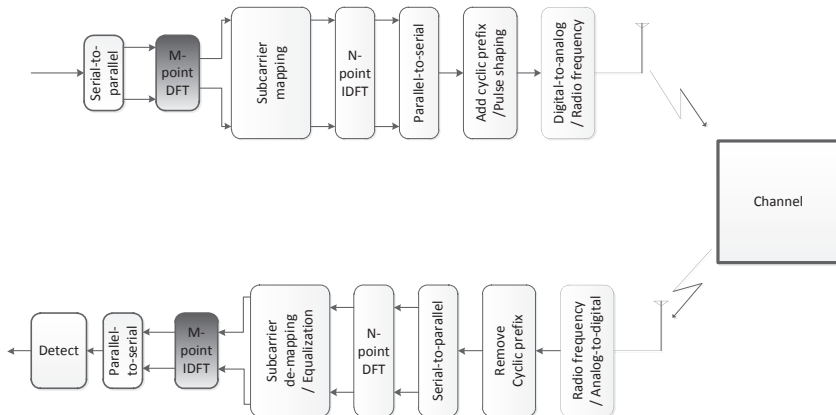 Serial-to-
parallel
M-
point
DFT
Subcarrier
mapping
N-
point
IDFT
Parallel-to-serial
Add cyclic prefix
/Pulse shaping
Digital-to-analog
/ Radio frequency
Channel
Detect
Parallel-
to-serial
M-
point
IDFT
Subcarrier
de-mapping
/ Equalization
N-
point
DFT
Serial-to-parallel
Remove
Cyclic prefix
Radio frequency
/ Analog-to-digital